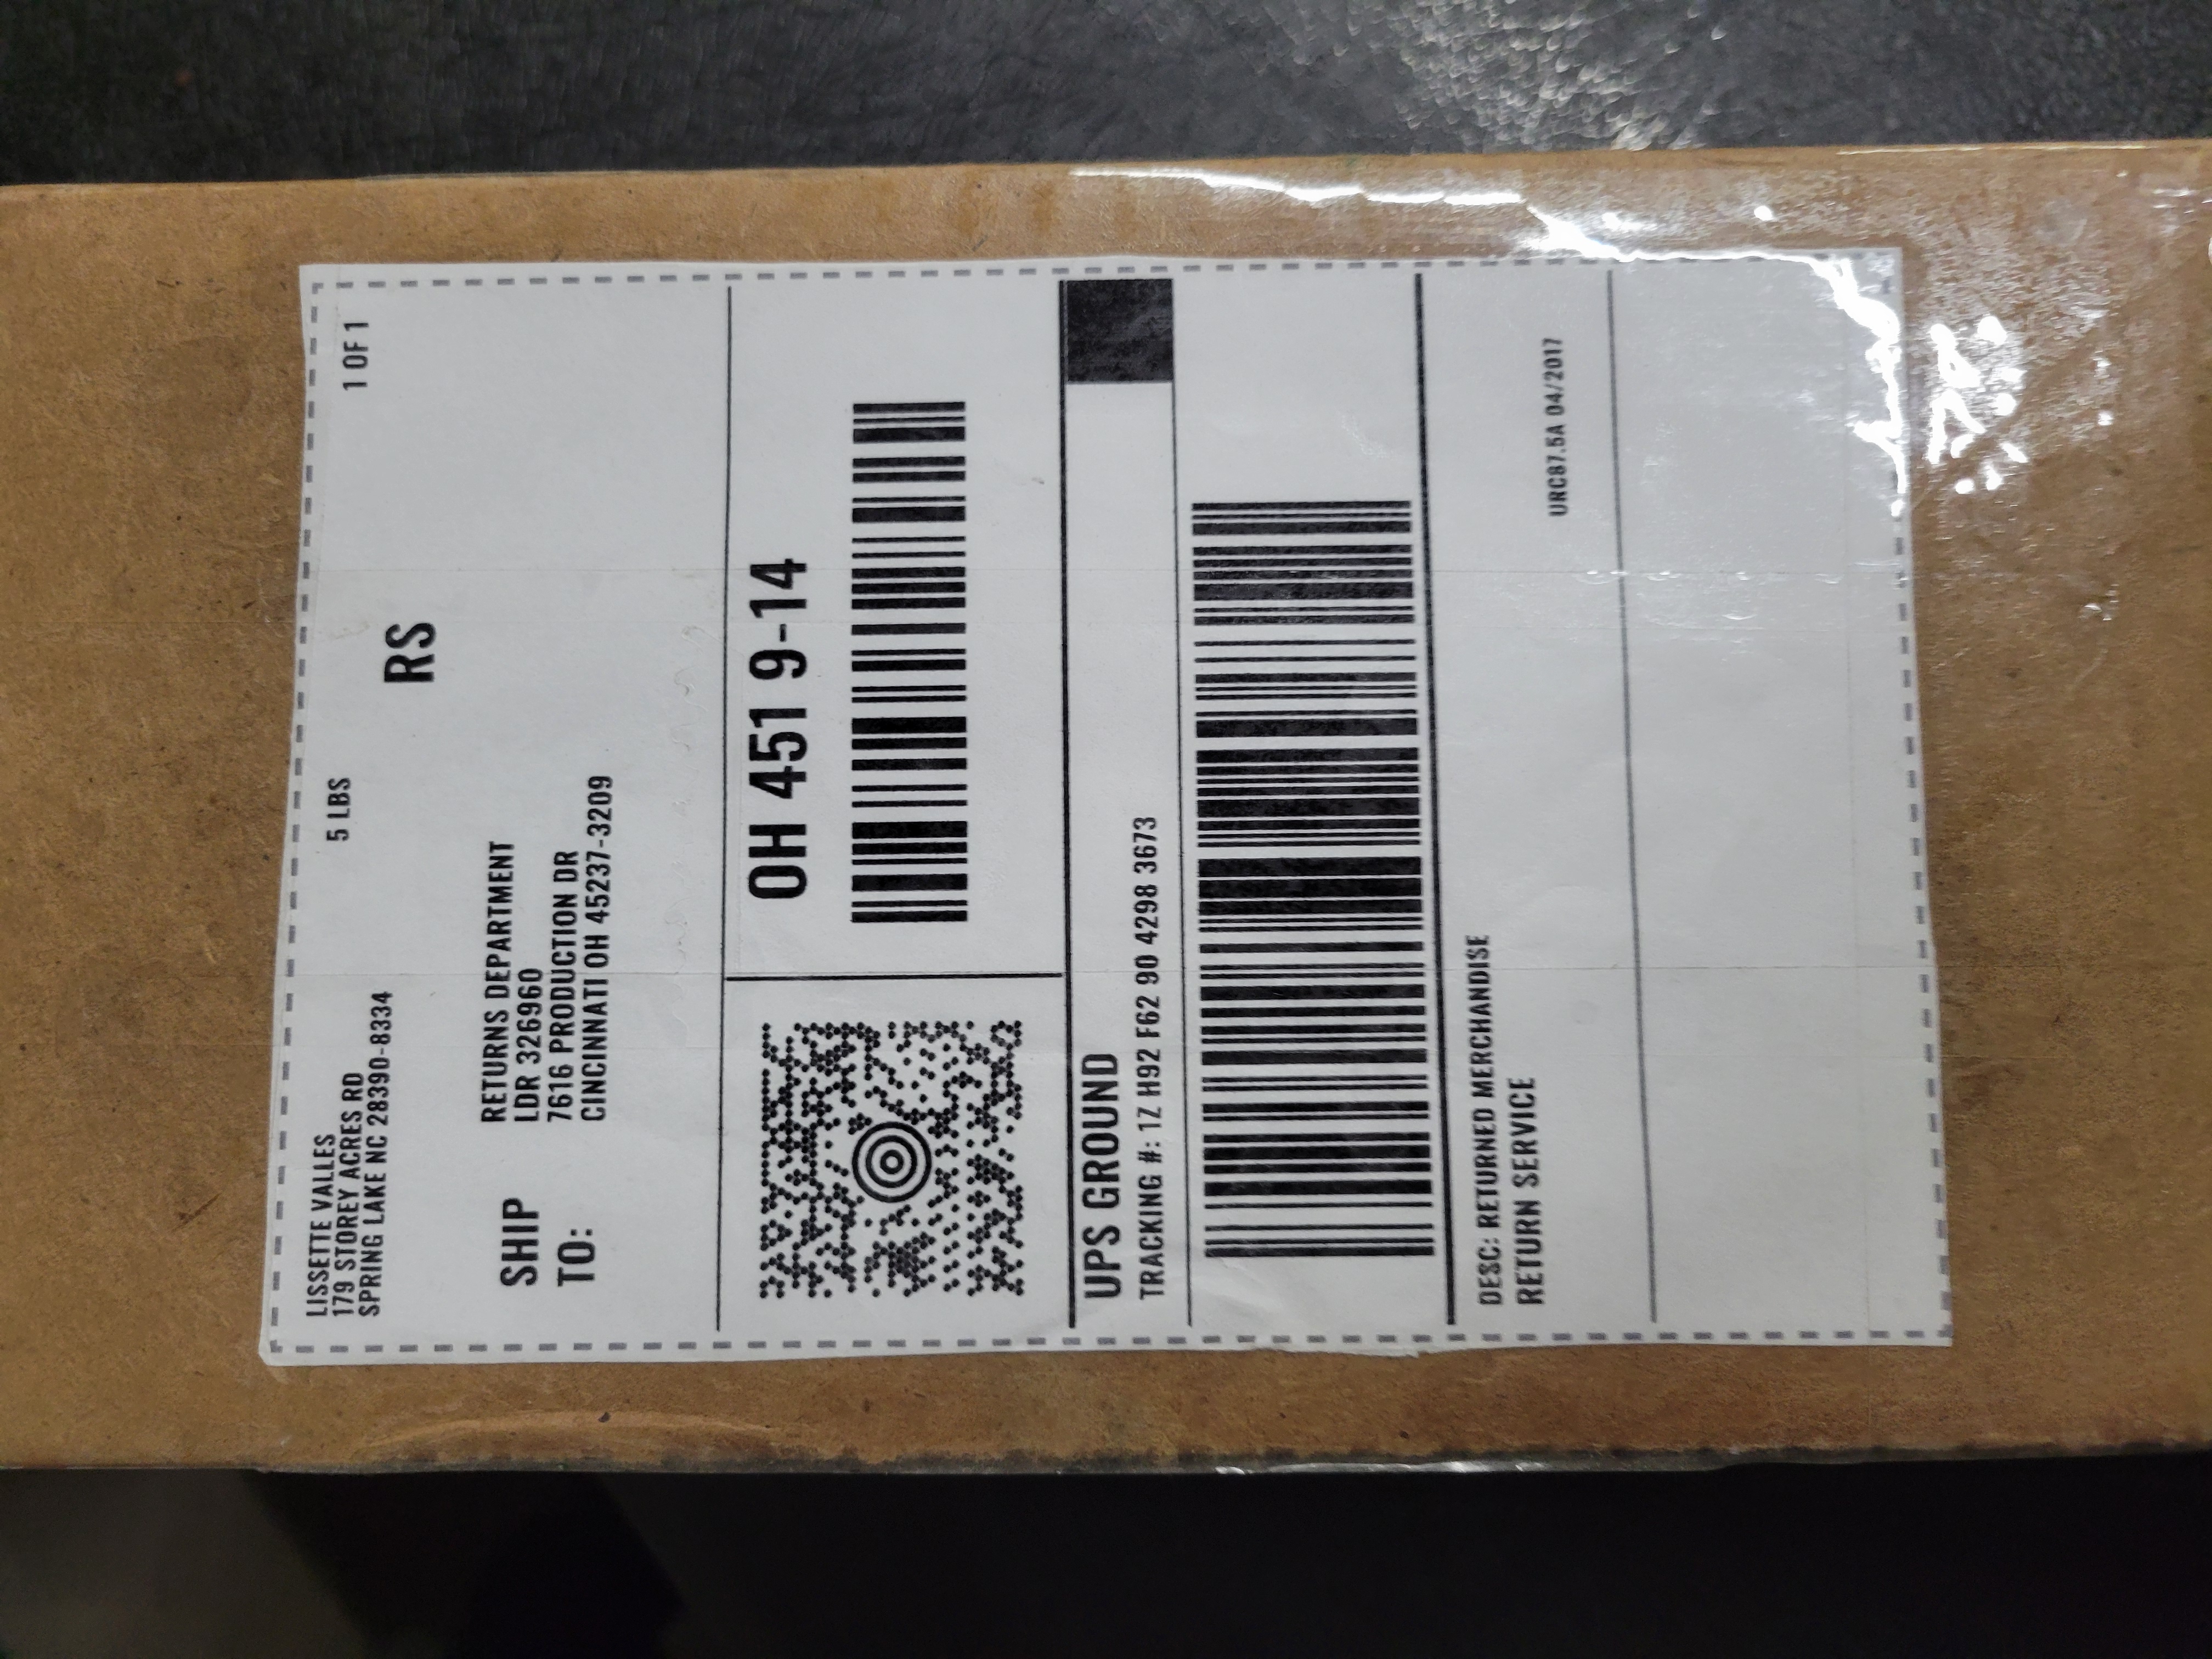 LISSETTE VALLES
179 STOREY ACRES RD
SPRING LAKE NC 28390-8334
5 LBS
1 OF 1
RS
SHIP
TO:
RETURNS DEPARTMENT
LDR 326960
7616 PRODUCTION DR
CINCINNATI OH 45237-3209
OH 451 9-14
UPS GROUND
TRACKING #: 1Z H92 F62 90 4298 3673
DESC: RETURNED MERCHANDISE
RETURN SERVICE
URC87.5A 04/2017